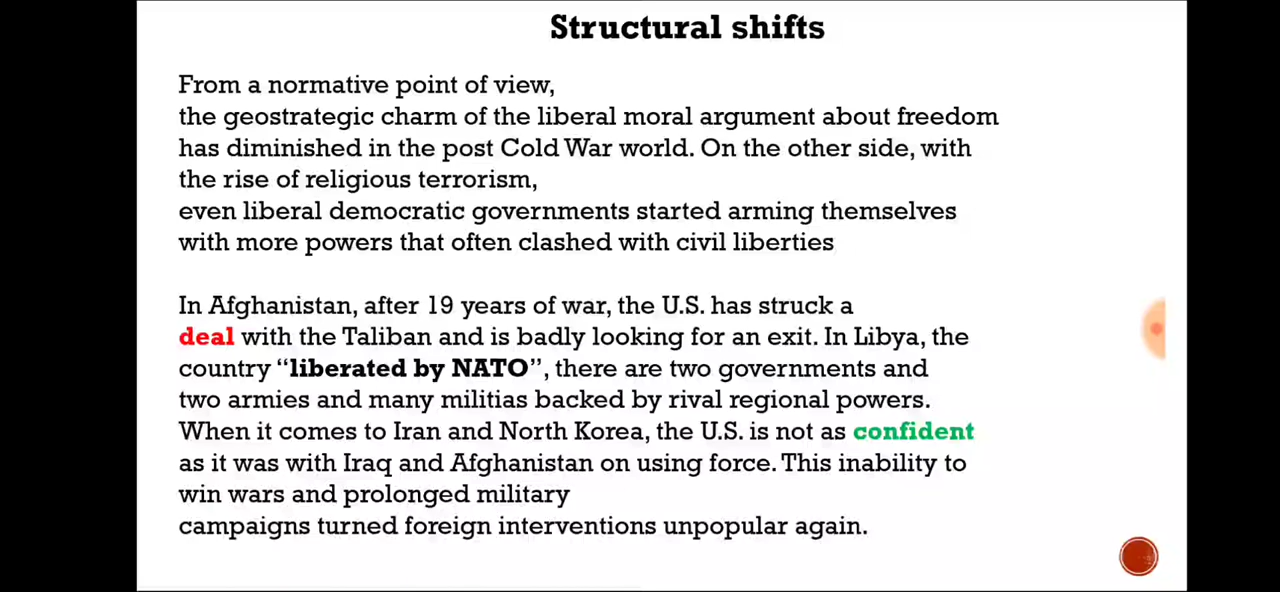 Structural shifts
From a normative point of view,
the geostrategic charm of the liberal moral argument about freedom
has diminished in the post Cold War world. On the other side, with
the rise of religious terrorism,
even liberal democratic governments started arming themselves
with more powers that often clashed with civil liberties
In Afghanistan, after 19 years of war, the U.S. has struck a
deal with the Taliban and is badly looking for an exit. In Libya, the
country “liberated by NATO”, there are two governments and
two armies and many militias backed by rival regional powers.
When it comes to Iran and North Korea, the U.S. is not as confident
as it was with Iraq and Afghanistan on using force. This inability to
win wars and prolonged military
campaigns turned foreign interventions unpopular again.